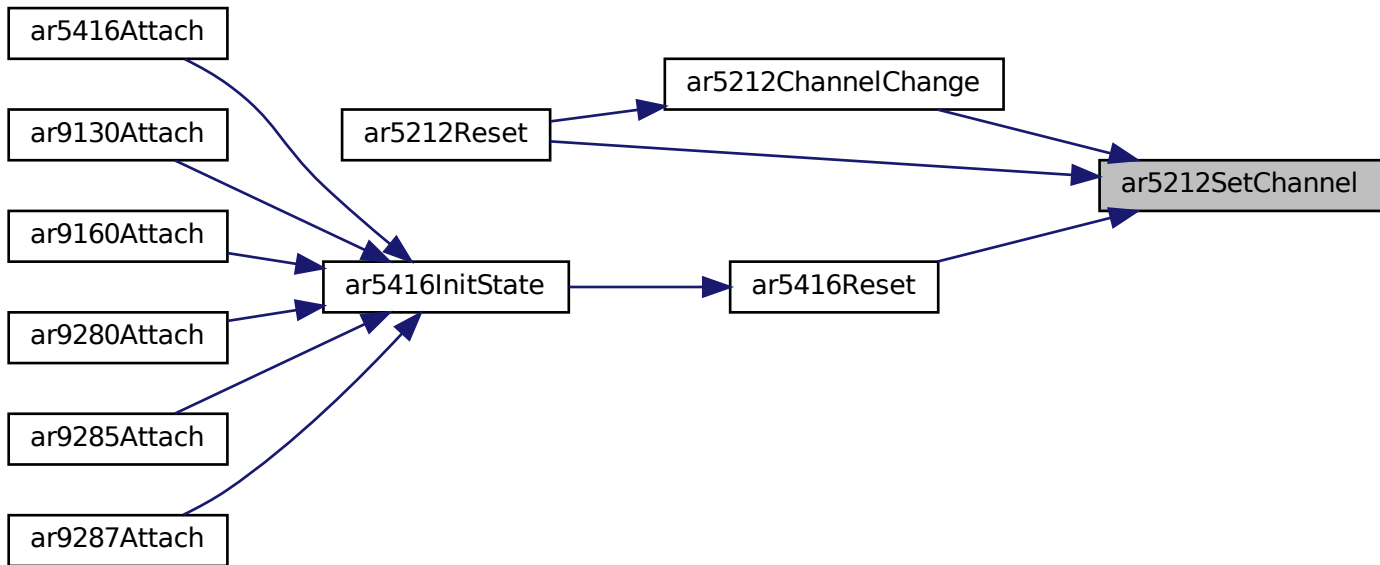 ar5416Attach
ar5212ChannelChange
ar9130Attach
ar5212Reset
ar5212SetChannel
ar9160Attach
ar5416InitState
ar5416Reset
ar9280Attach
ar9285Attach
ar9287Attach